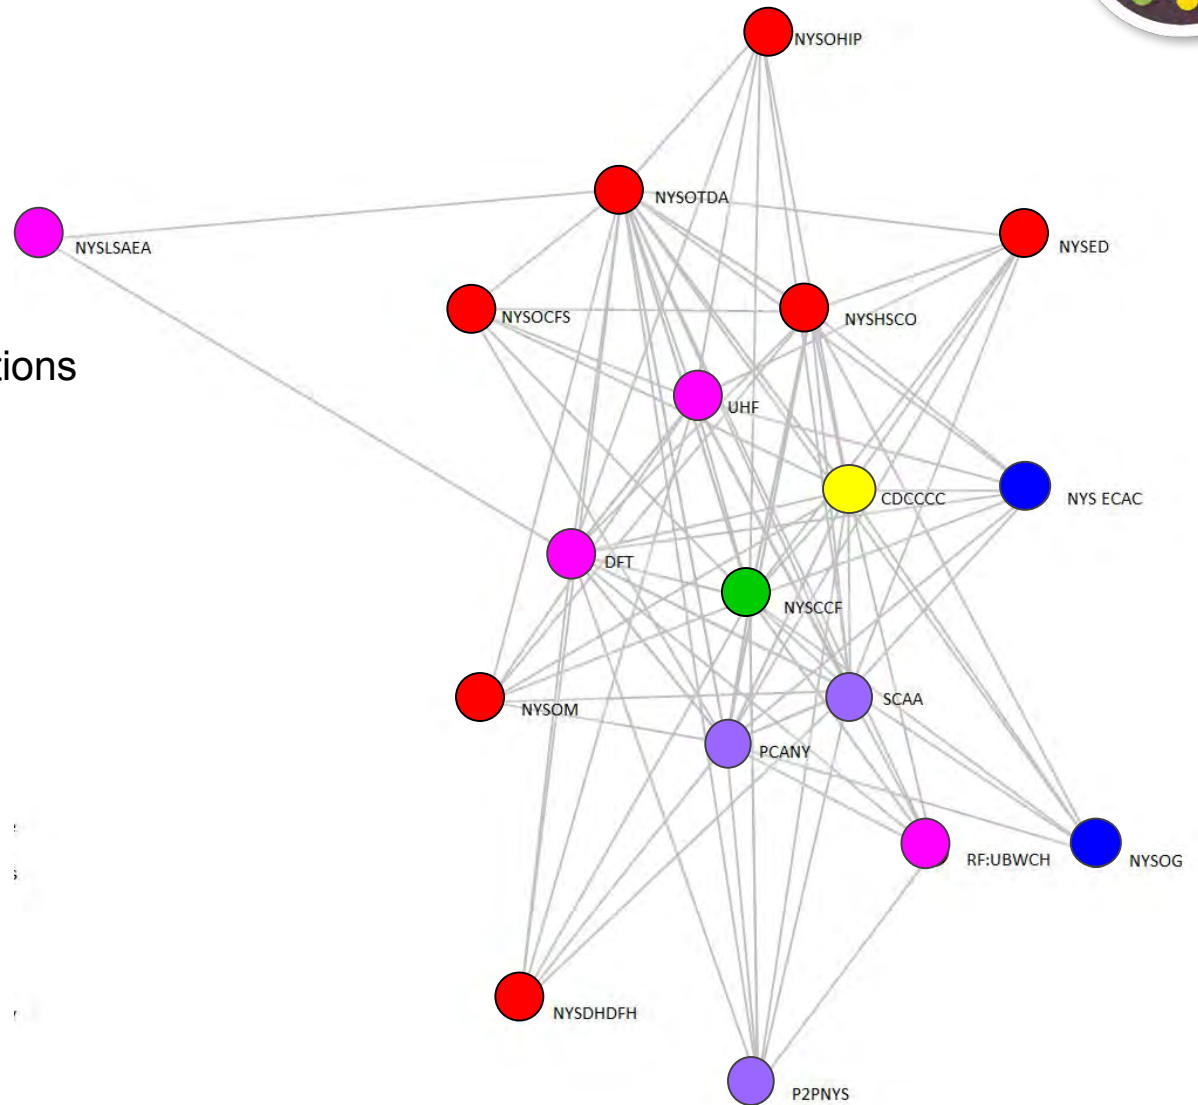 NYSOHIP
NYSOTDA
NYSED
NYSLSAEA
NYSOCFS
NYSHSCO
tions
UHF
CDCCCC
NYS ECAC
DFT
NYSCCF
NYSOM
SCAA
PCANY
RF:UBWCH
NYSOG
NYSDHDFH
P2PNYS